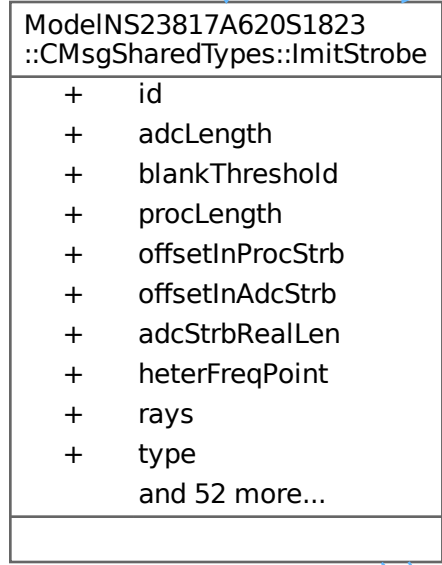 ModelNS23817A620S1823
::CMsgSharedTypes::ImitStrobe
+ id
+ adcLength
+ blankThreshold
+ procLength
+ offsetInProcStrb
+ offsetInAdcStrb
+ adcStrbRealLen
+ heterFreqPoint
+ rays
+ type
and 52 more...